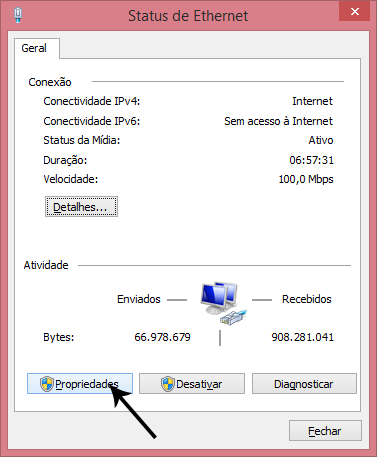 Status de Ethernet
Geral
Conexão
Conectividade IPv4: Internet
Conectividade IPv6: Sem acesso à Internet
Status da Mídia: Ativo
Duração: 06:57:31
Velocidade: 100,0 Mbps
Detalhes...
Atividade
Enviados Recebidos
Bytes: 66.978.679 908.281.041
Propriedades Desativar Diagnosticar
Fechar